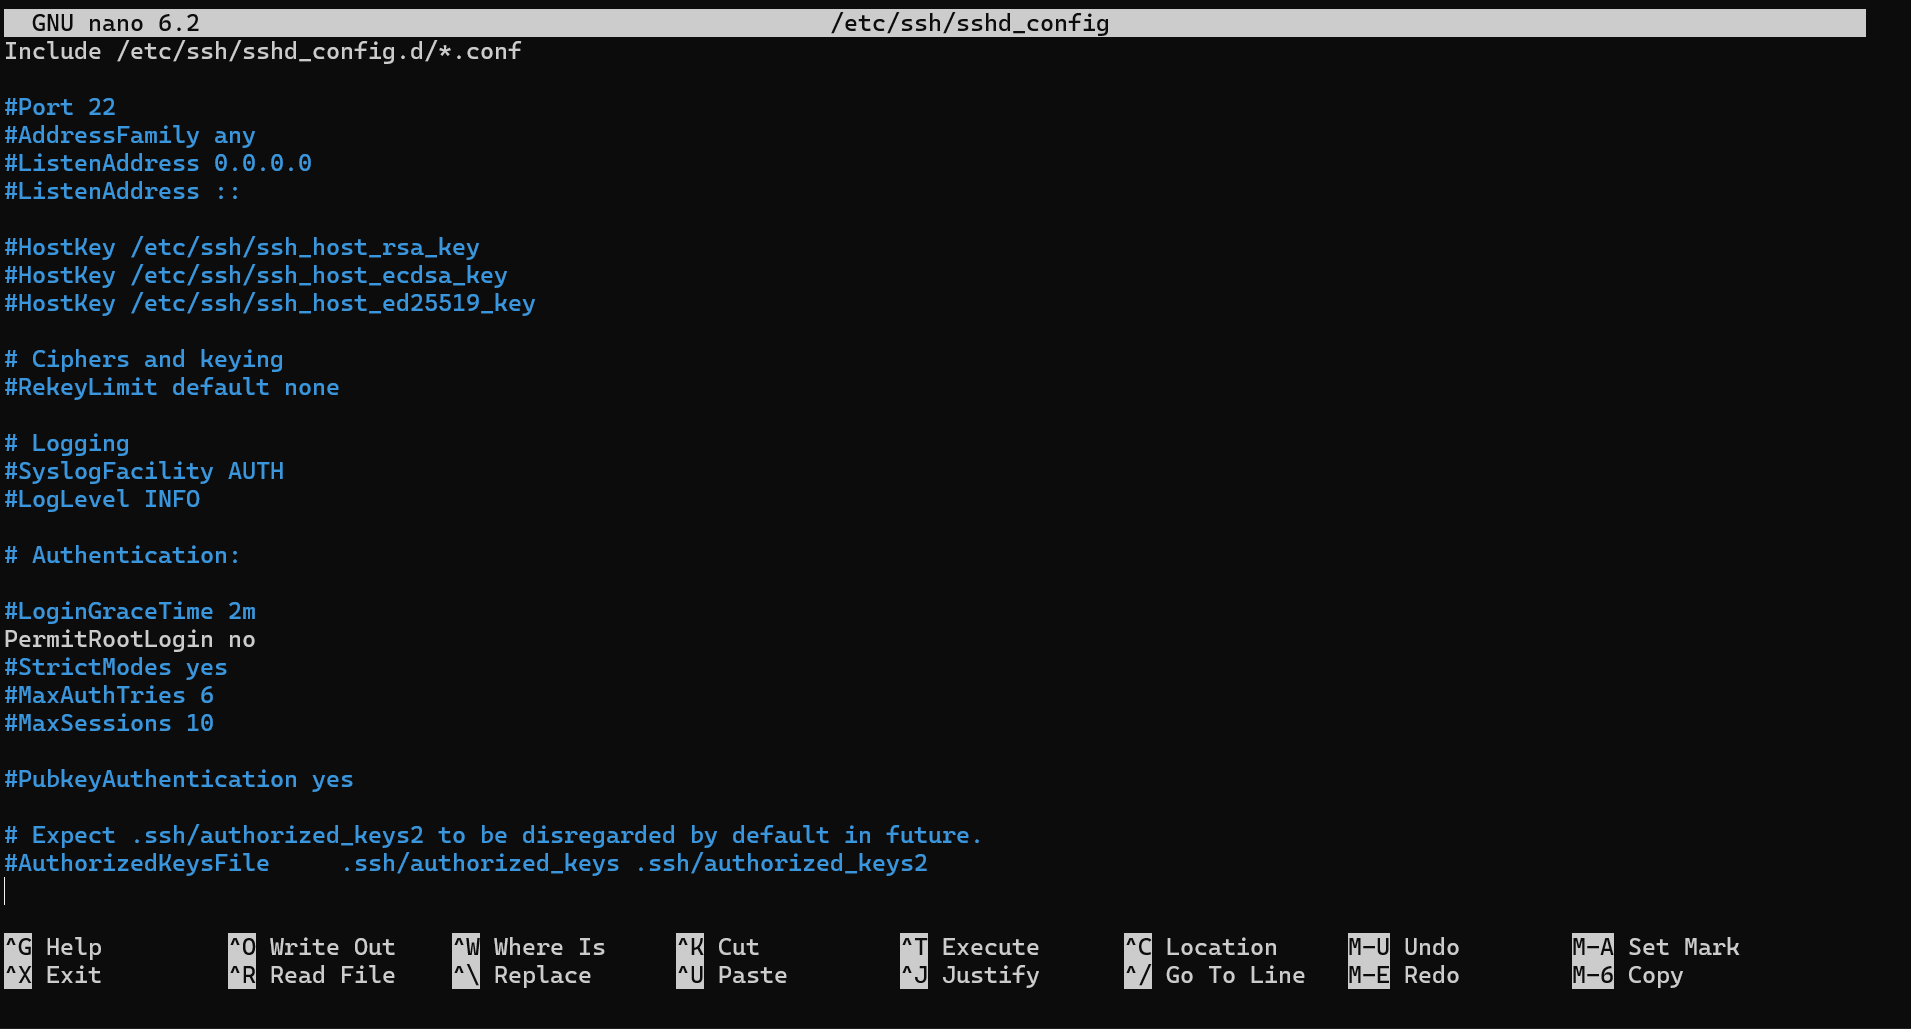 GNU nano 6.2 /etc/ssh/sshd_config
Include /etc/ssh/sshd_config.d/*.conf
#Port 22
#AddressFamily any
#ListenAddress 0.0.0.0
#ListenAddress ::
#HostKey /etc/ssh/ssh_host_rsa_key
#HostKey /etc/ssh/ssh_host_ecdsa_key
#HostKey /etc/ssh/ssh_host_ed25519_key
# Ciphers and keying
#RekeyLimit default none
# Logging
#SyslogFacility AUTH
#LogLevel INFO
# Authentication:
#LoginGraceTime 2m
PermitRootLogin no
#StrictModes yes
#MaxAuthTries 6
#MaxSessions 10
#PubkeyAuthentication yes
# Expect .ssh/authorized_keys2 to be disregarded by default in future.
#AuthorizedKeysFile     .ssh/authorized_keys .ssh/authorized_keys2
^G Help ^O Write Out ^W Where Is ^K Cut ^T Execute ^C Location M-U Undo M-A Set Mark
^X Exit ^R Read File ^\ Replace ^U Paste ^J Justify ^/ Go To Line M-E Redo M-6 Copy